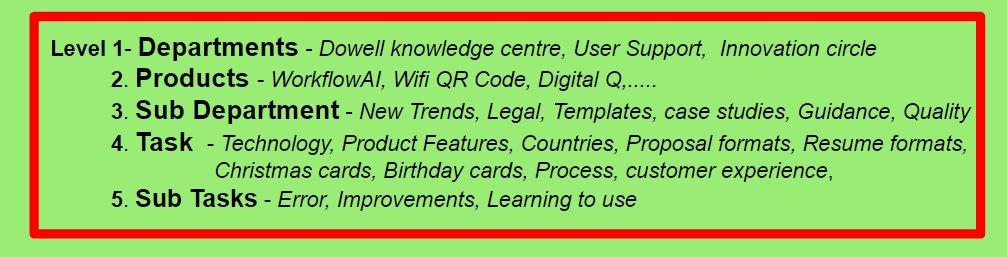 Level 1- Departments - Dowell knowledge centre, User Support, Innovation circle
2. Products - WorkflowAI, Wifi QR Code, Digital Q,.....
3. Sub Department - New Trends, Legal, Templates, case studies, Guidance, Quality
4. Task - Technology, Product Features, Countries, Proposal formats, Resume formats,
Christmas cards, Birthday cards, Process, customer experience,
5. Sub Tasks - Error, Improvements, Learning to use